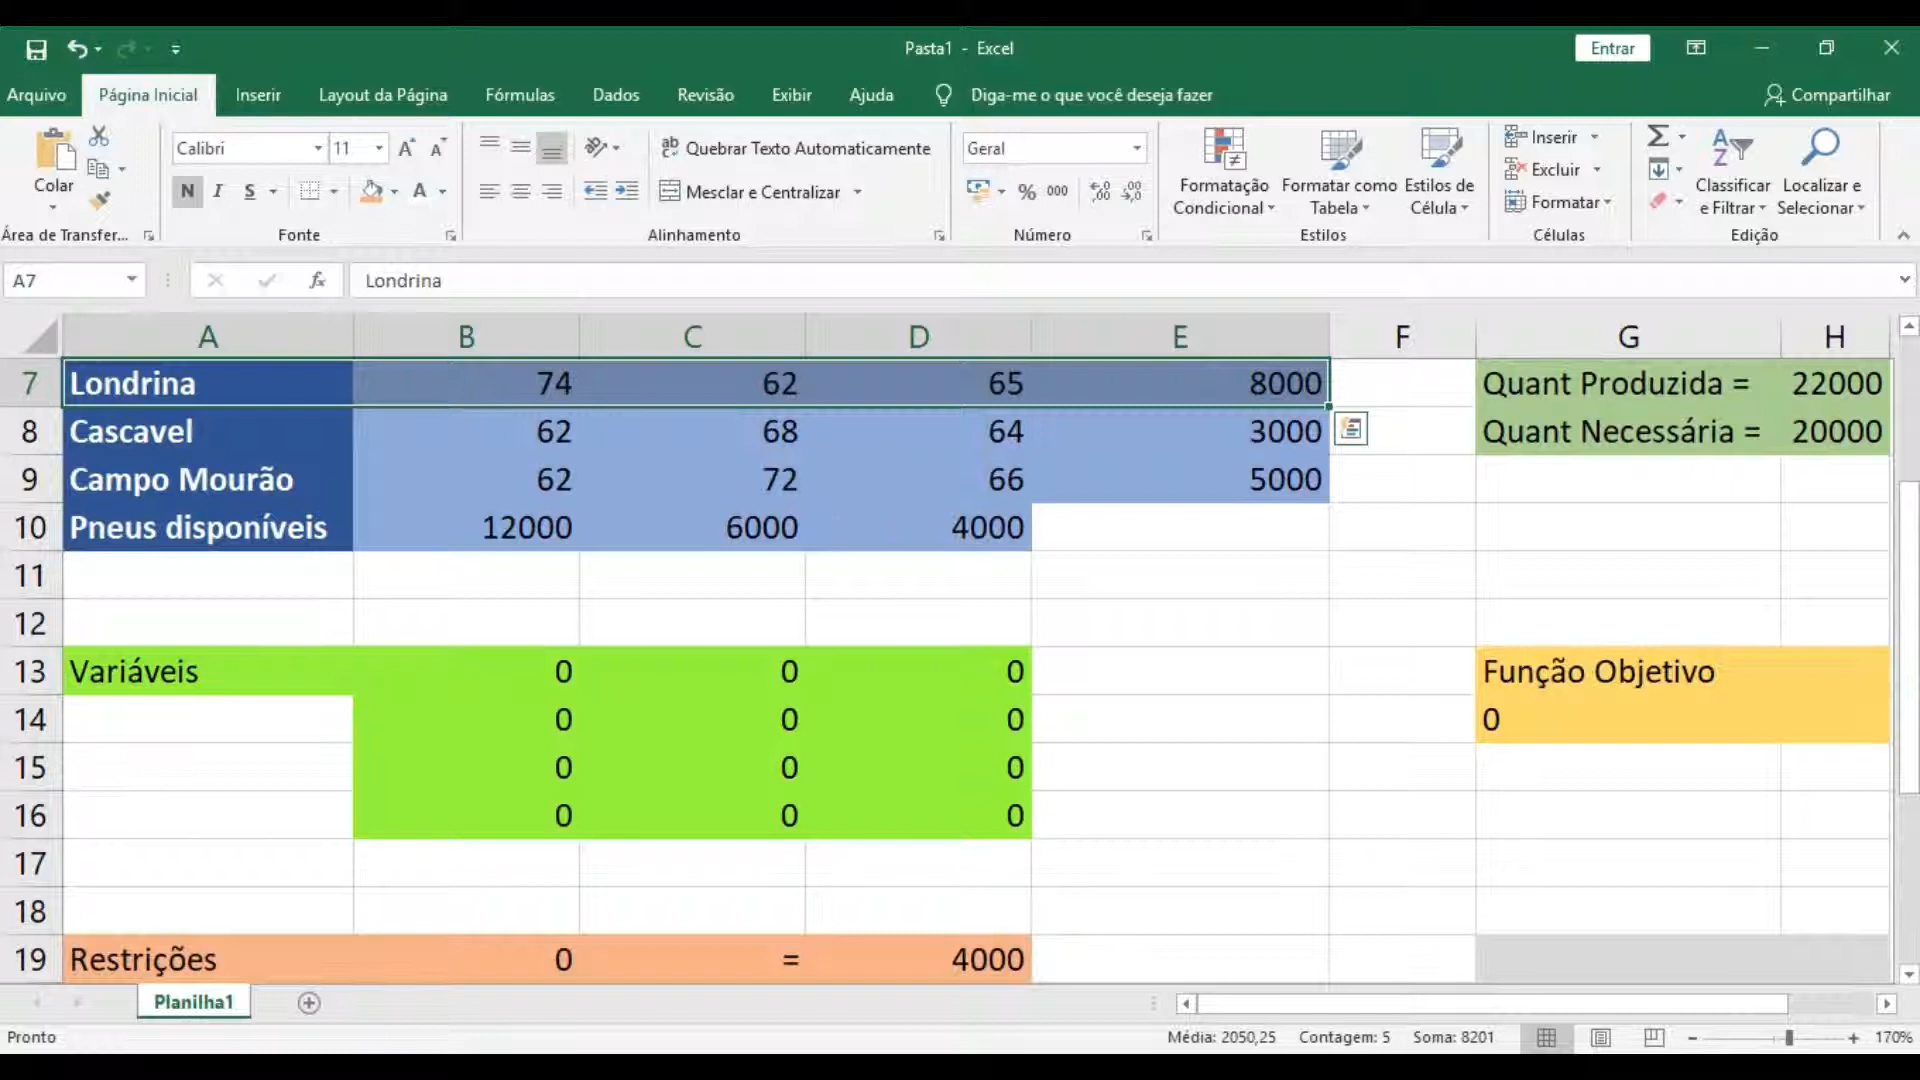 Pasta1 - Excel
Entrar
Arquivo Página Inicial Inserir Layout da Página Fórmulas Dados Revisão Exibir Ajuda Diga-me o que você deseja fazer Compartilhar
Colar
Área de Transfer...
Calibri 11
N I S A
Fonte
Quebrar Texto Automaticamente
Mesclar e Centralizar
Alinhamento
Geral
% 000
Número
Formatação Condicional
Formatar como Tabela
Estilos de Célula
Estilos
Inserir
Excluir
Formatar
Células
Classificar e Filtrar
Localizar e Selecionar
Edição
A7 fx Londrina
A B C D E F G H
7 Londrina 74 62 65 8000 Quant Produzida = 22000
8 Cascavel 62 68 64 3000 Quant Necessária = 20000
9 Campo Mourão 62 72 66 5000
10 Pneus disponíveis 12000 6000 4000
11
12
13 Variáveis 0 0 0 Função Objetivo
14 0 0 0 0
15 0 0 0
16 0 0 0
17
18
19 Restrições 0 = 4000
Planilha1
Pronto Média: 2050,25 Contagem: 5 Soma: 8201 170%